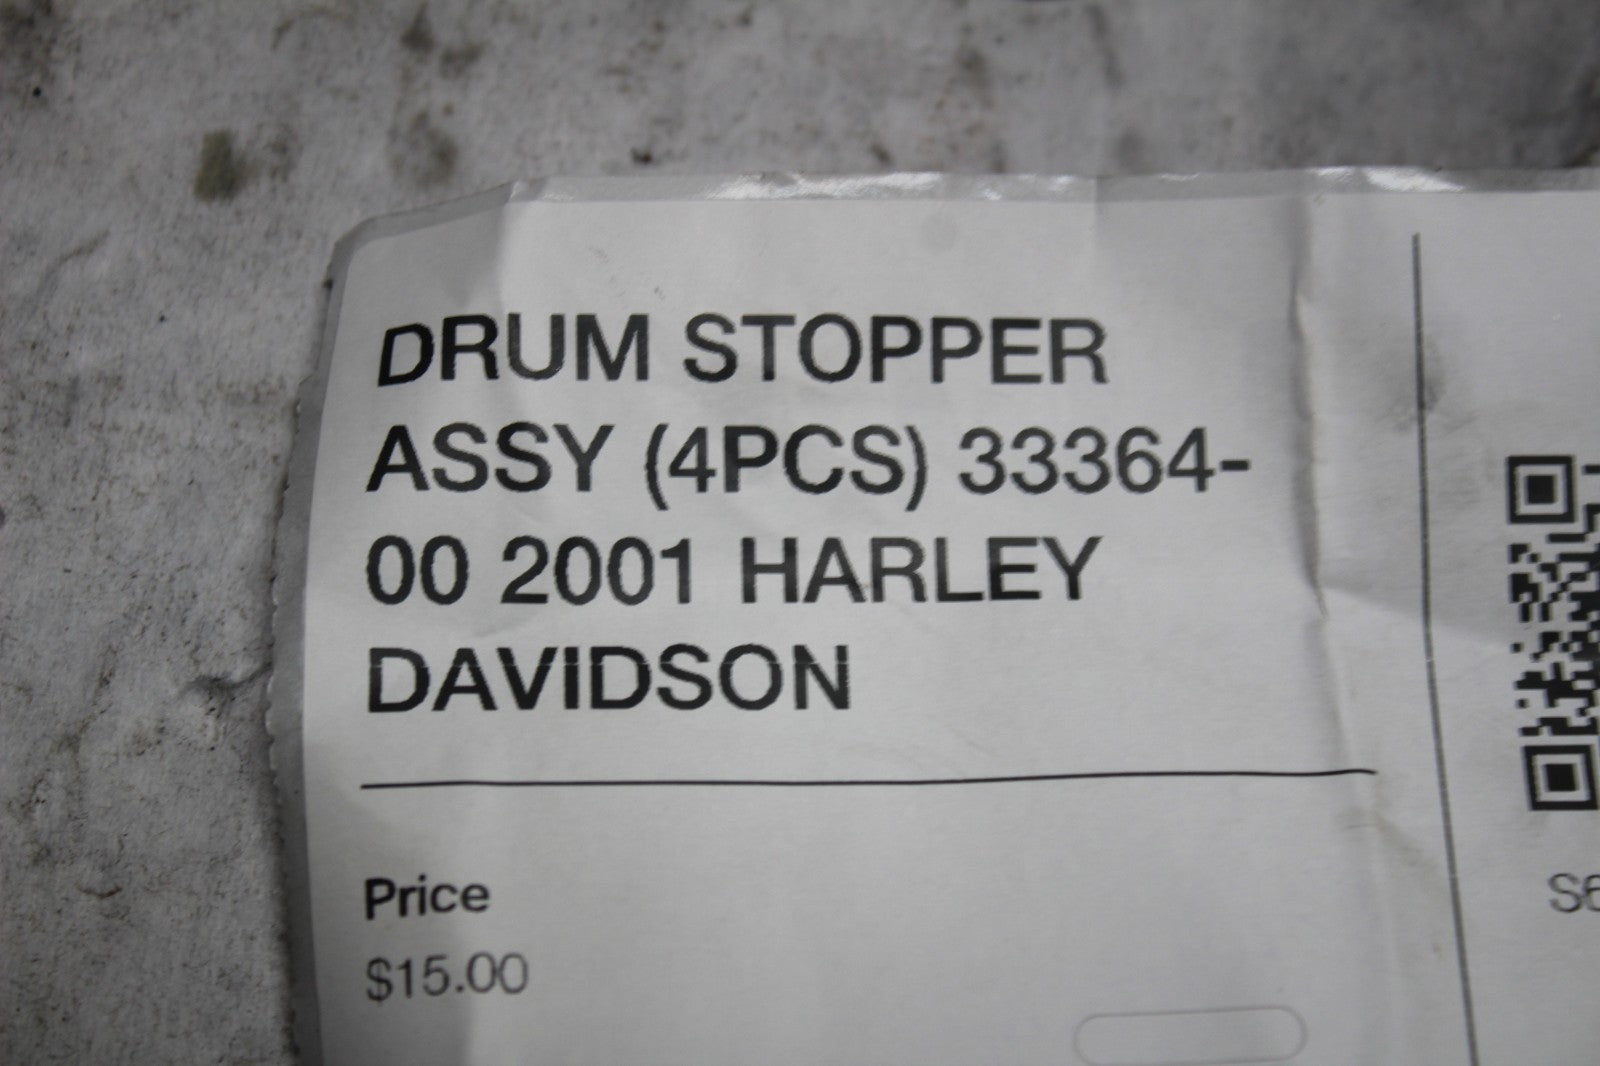 DRUM STOPPER
ASSY (4PCS) 33364-
00 2001 HARLEY
DAVIDSON
Price
$15.00